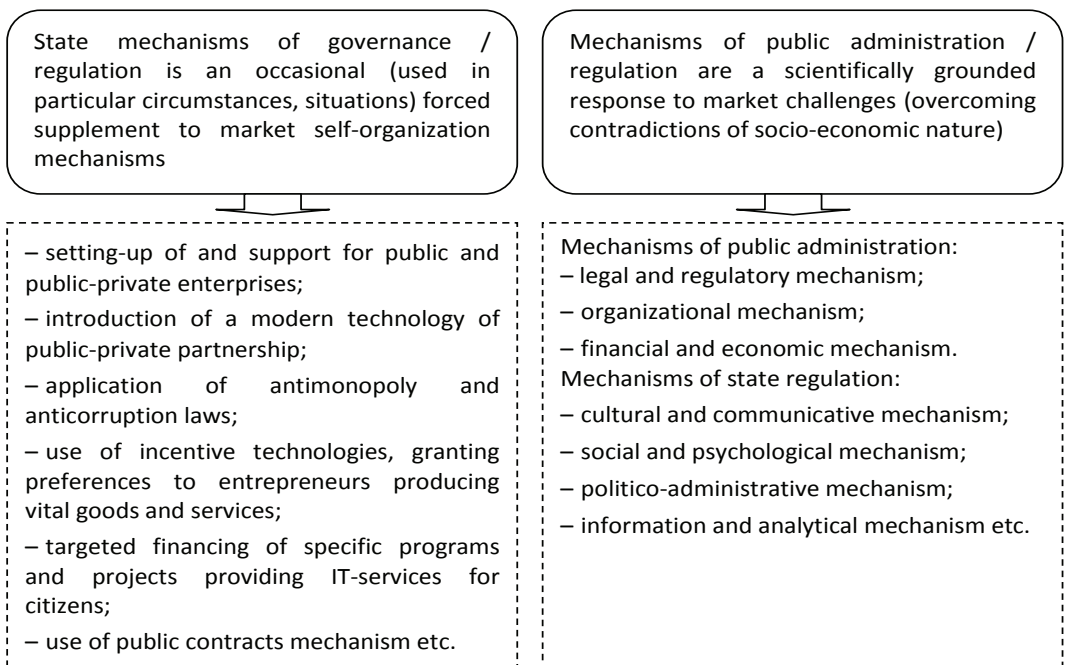 State mechanisms of governance /
regulation is an occasional (used in
particular circumstances, situations) forced
supplement to market self-organization
mechanisms
Mechanisms of public administration /
regulation are a scientifically grounded
response to market challenges (overcoming
contradictions of socio-economic nature)
– setting-up of and support for public and
public-private enterprises;
– introduction of a modern technology of
public-private partnership;
– application of antimonopoly and
anticorruption laws;
– use of incentive technologies, granting
preferences to entrepreneurs producing
vital goods and services;
– targeted financing of specific programs
and projects providing IT-services for
citizens;
– use of public contracts mechanism etc.
Mechanisms of public administration:
– legal and regulatory mechanism;
– organizational mechanism;
– financial and economic mechanism.
Mechanisms of state regulation:
– cultural and communicative mechanism;
– social and psychological mechanism;
– politico-administrative mechanism;
– information and analytical mechanism etc.